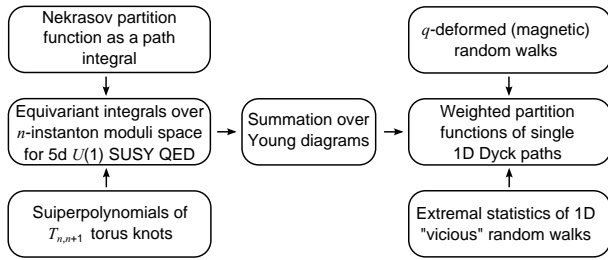 Nekrasov partition
function as a path
integral
q-deformed (magnetic)
random walks
Equivariant integrals over
n-instanton moduli space
for 5d U(1) SUSY QED
Summation over
Young diagrams
Weighted partition
functions of single
1D Dyck paths
Suiperpolynomials of
T_{n,n+1} torus knots
Extremal statistics of 1D
"vicious" random walks